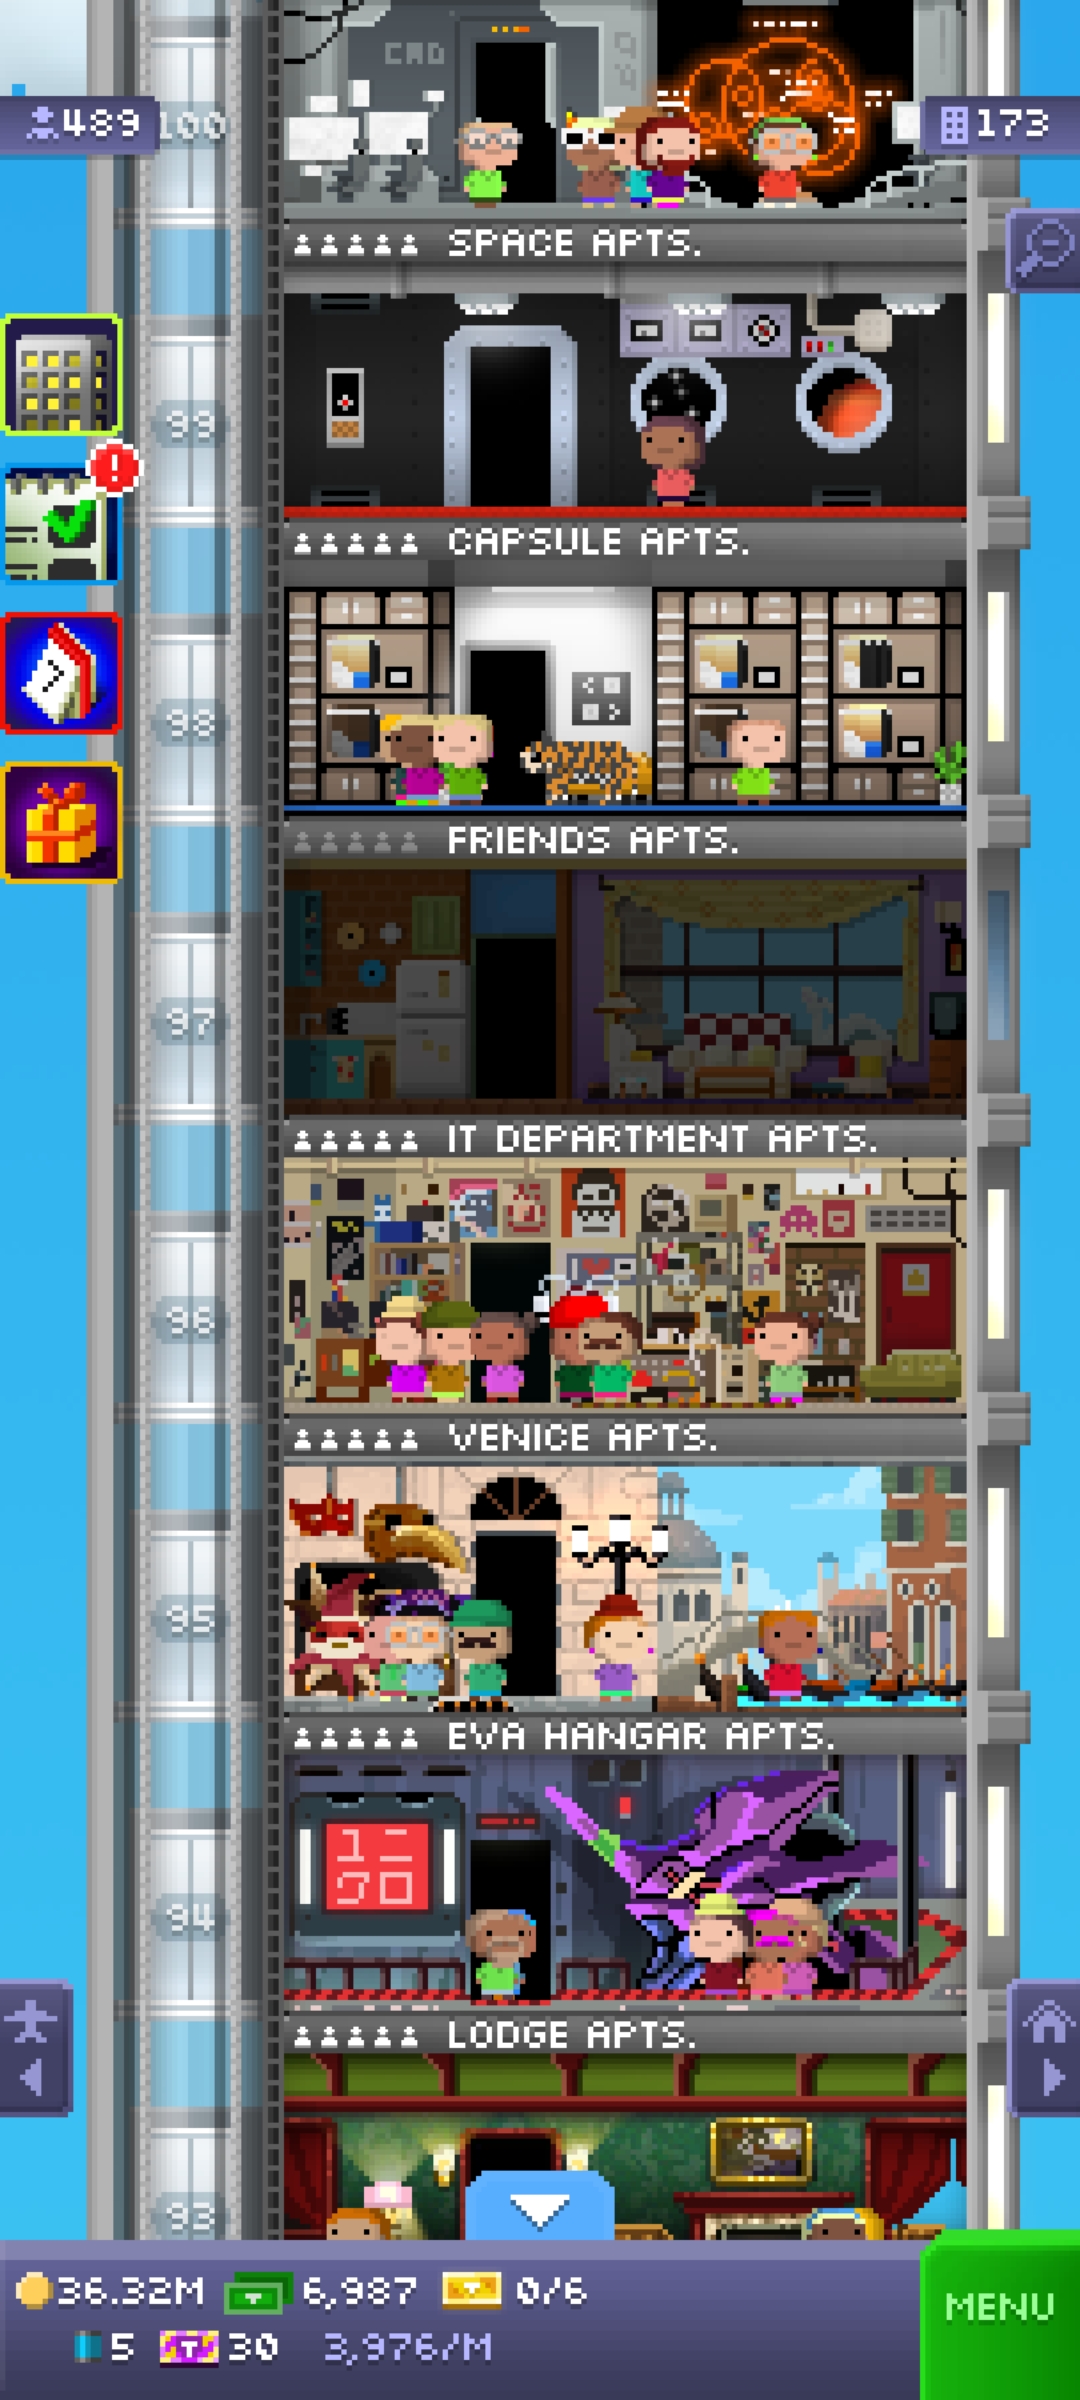 CAD
489
100
173
SPACE APTS.
99
CAPSULE APTS.
98
FRIENDS APTS.
97
IT DEPARTMENT APTS.
96
VENICE APTS.
95
EVA HANGAR APTS.
94
LODGE APTS.
93
36.32M
6,987
0/6
MENU
5
30
3,976/M